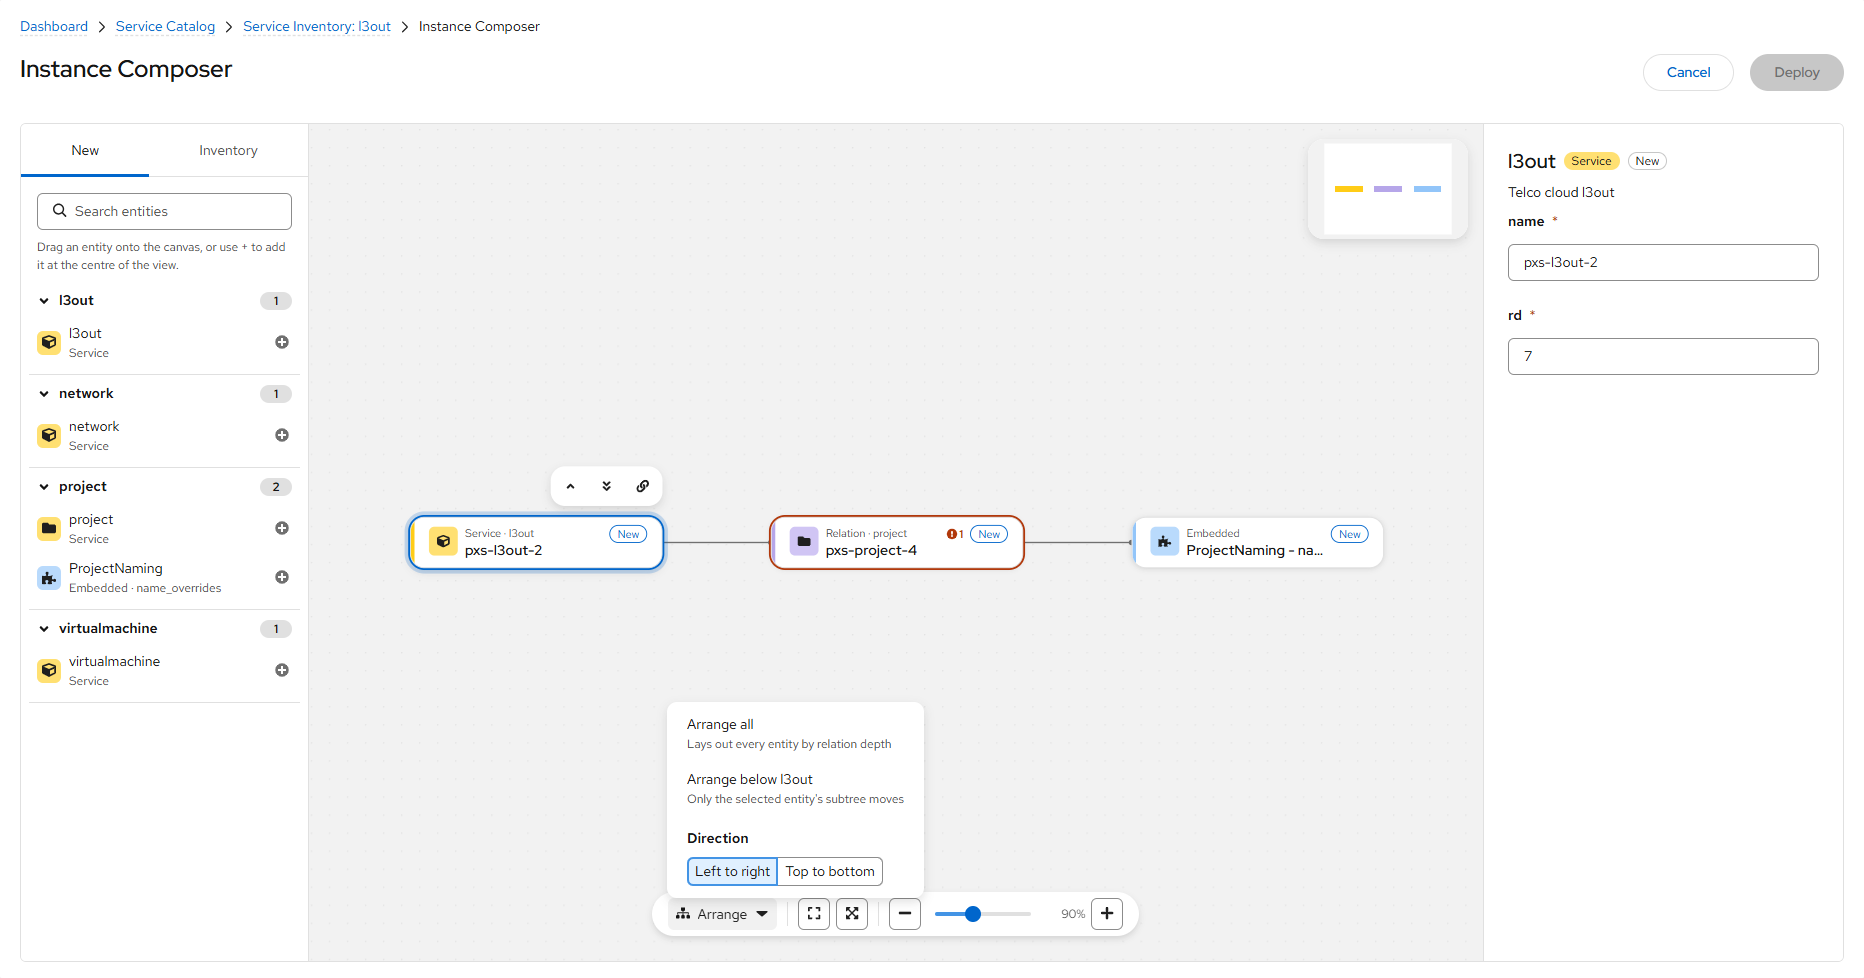 Dashboard > Service Catalog > Service Inventory: l3out > Instance Composer
Instance Composer
Cancel
Deploy
New
Inventory
Search entities
Drag an entity onto the canvas, or use + to add
it at the centre of the view.
l3out
1
l3out
Service
network
1
network
Service
project
2
project
Service
ProjectNaming
Embedded · name_overrides
virtualmachine
1
virtualmachine
Service
Service · l3out
New
pxs-l3out-2
Relation · project
1
New
pxs-project-4
Embedded
New
ProjectNaming - na...
Arrange all
Lays out every entity by relation depth
Arrange below l3out
Only the selected entity's subtree moves
Direction
Left to right
Top to bottom
Arrange
90%
l3out
Service
New
Telco cloud l3out
name *
pxs-l3out-2
rd *
7